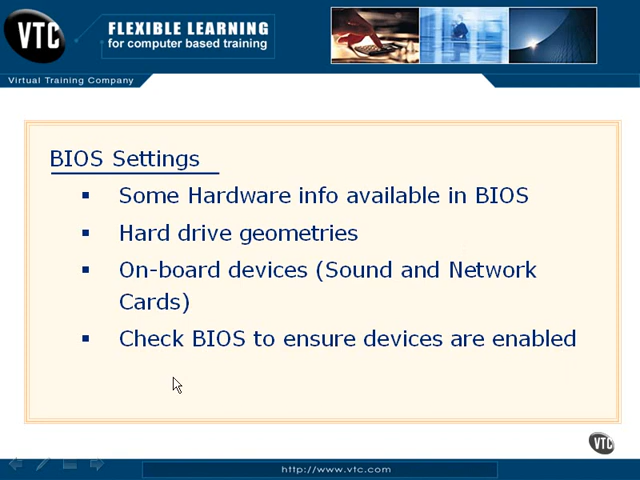 VTC
FLEXIBLE LEARNING
for computer based training
Virtual Training Company
BIOS Settings
▪ Some Hardware info available in BIOS
▪ Hard drive geometries
▪ On-board devices (Sound and Network
Cards)
▪ Check BIOS to ensure devices are enabled
VTC
http://www.vtc.com